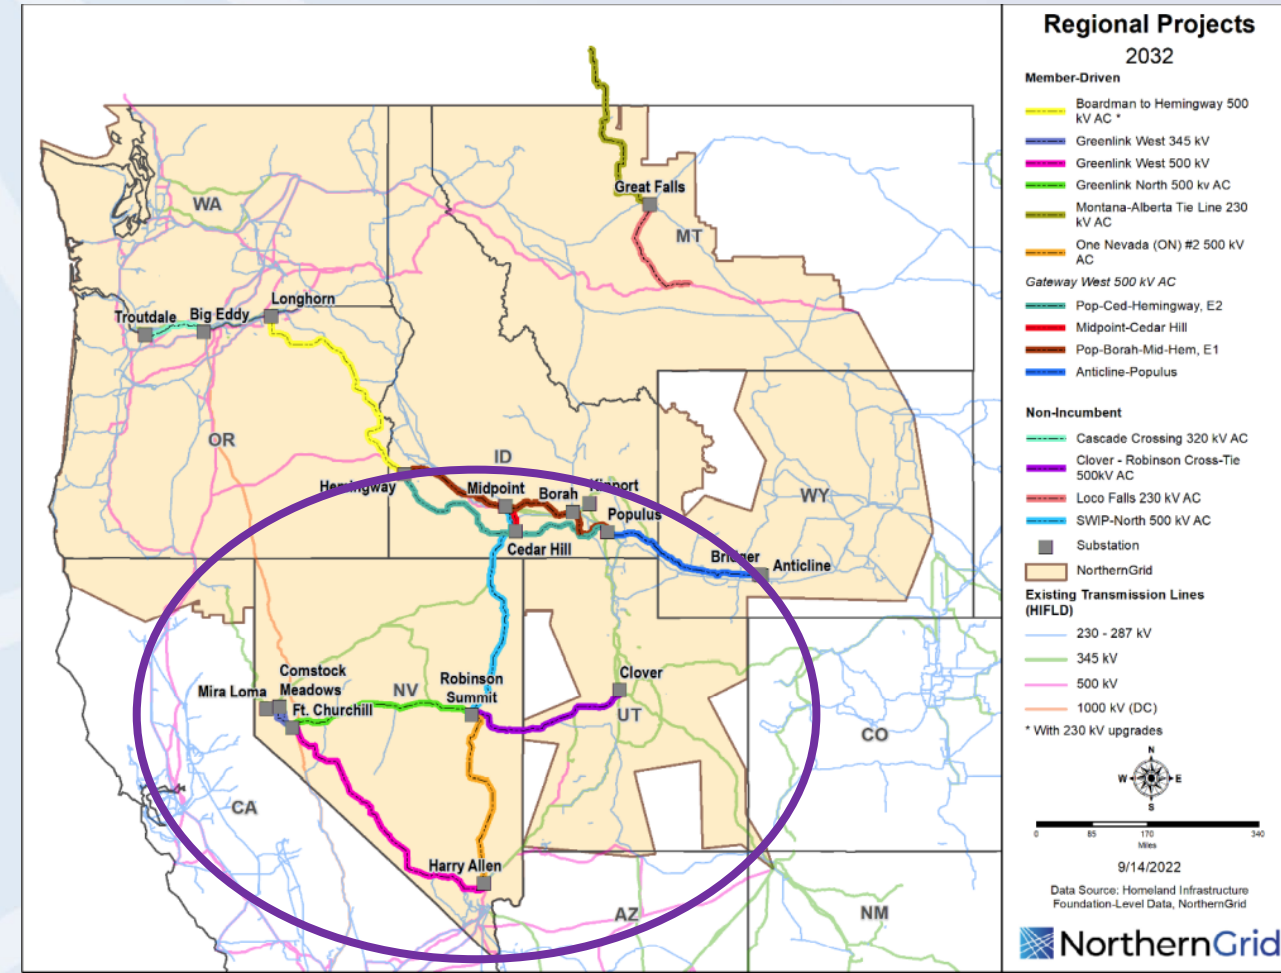 WA
Great Falls
MT
Longhorn
Troutdale
Big Eddy
OR
ID
Hemingway
Midpoint
Borah
Kinport
Populus
WY
Cedar Hill
Bridger
Anticline
Comstock
Meadows
Mira Loma
Ft. Churchill
NV
Robinson
Summit
Clover
UT
CO
CA
Harry Allen
AZ
NM
Regional Projects
2032
Member-Driven
Boardman to Hemingway 500
kV AC *
Greenlink West 345 kV
Greenlink West 500 kV
Greenlink North 500 kv AC
Montana-Alberta Tie Line 230
kV AC
One Nevada (ON) #2 500 kV
AC
Gateway West 500 kV AC
Pop-Ced-Hemingway, E2
Midpoint-Cedar Hill
Pop-Borah-Mid-Hem, E1
Anticline-Populus
Non-Incumbent
Cascade Crossing 320 kV AC
Clover - Robinson Cross-Tie
500kV AC
Loco Falls 230 kV AC
SWIP-North 500 kV AC
Substation
NorthernGrid
Existing Transmission Lines
(HIFLD)
230 - 287 kV
345 kV
500 kV
1000 kV (DC)
* With 230 kV upgrades
N
W E
S
0 85 170 340
Miles
9/14/2022
Data Source: Homeland Infrastructure
Foundation-Level Data, NorthernGrid
NorthernGrid